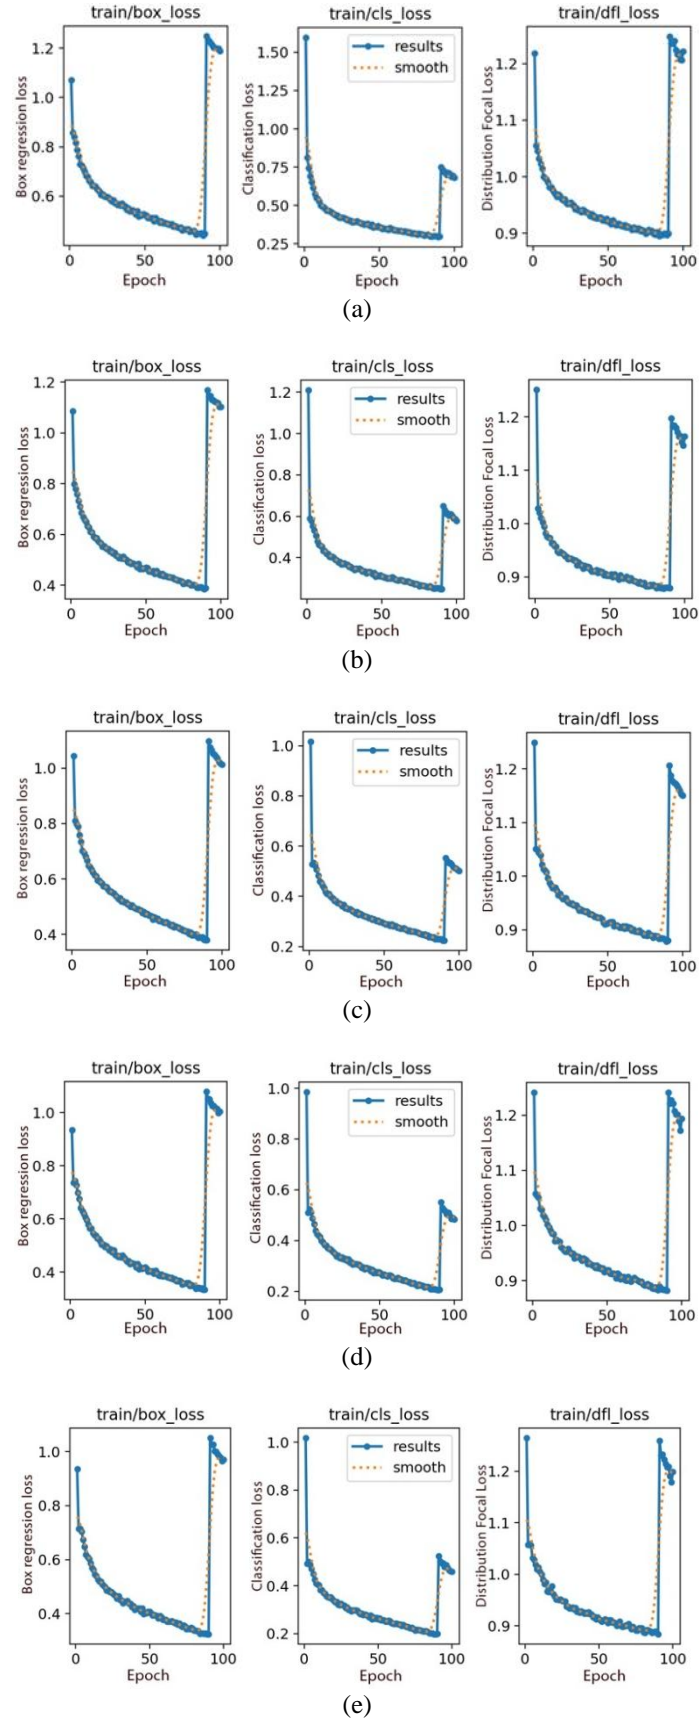 train/box_loss train/cls_loss train/dfl_loss
Box regression loss
1.2
1.0
0.8
0.6
0 50 100
Epoch
Classification loss
1.50
1.25
1.00
0.75
0.50
0.25
results
smooth
0 50 100
Epoch
Distribution Focal Loss
1.2
1.1
1.0
0.9
0 50 100
Epoch
(a)
train/box_loss train/cls_loss train/dfl_loss
Box regression loss
1.2
1.0
0.8
0.6
0.4
0 50 100
Epoch
Classification loss
1.2
1.0
0.8
0.6
0.4
results
smooth
0 50 100
Epoch
Distribution Focal Loss
1.2
1.1
1.0
0.9
0 50 100
Epoch
(b)
train/box_loss train/cls_loss train/dfl_loss
Box regression loss
1.0
0.8
0.6
0.4
0 50 100
Epoch
Classification loss
1.0
0.8
0.6
0.4
0.2
results
smooth
0 50 100
Epoch
Distribution Focal Loss
1.2
1.1
1.0
0.9
0 50 100
Epoch
(c)
train/box_loss train/cls_loss train/dfl_loss
Box regression loss
1.0
0.8
0.6
0.4
0 50 100
Epoch
Classification loss
1.0
0.8
0.6
0.4
0.2
results
smooth
0 50 100
Epoch
Distribution Focal Loss
1.2
1.1
1.0
0.9
0 50 100
Epoch
(d)
train/box_loss train/cls_loss train/dfl_loss
Box regression loss
1.0
0.8
0.6
0.4
0 50 100
Epoch
Classification loss
1.0
0.8
0.6
0.4
0.2
results
smooth
0 50 100
Epoch
Distribution Focal Loss
1.2
1.1
1.0
0.9
0 50 100
Epoch
(e)